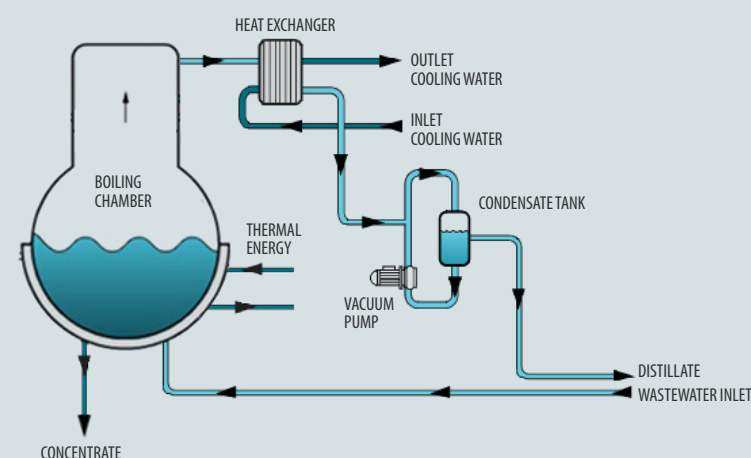 HEAT EXCHANGER
OUTLET
COOLING WATER
INLET
COOLING WATER
BOILING
CHAMBER
CONDENSATE TANK
THERMAL
ENERGY
VACUUM
PUMP
DISTILLATE
WASTEWATER INLET
CONCENTRATE